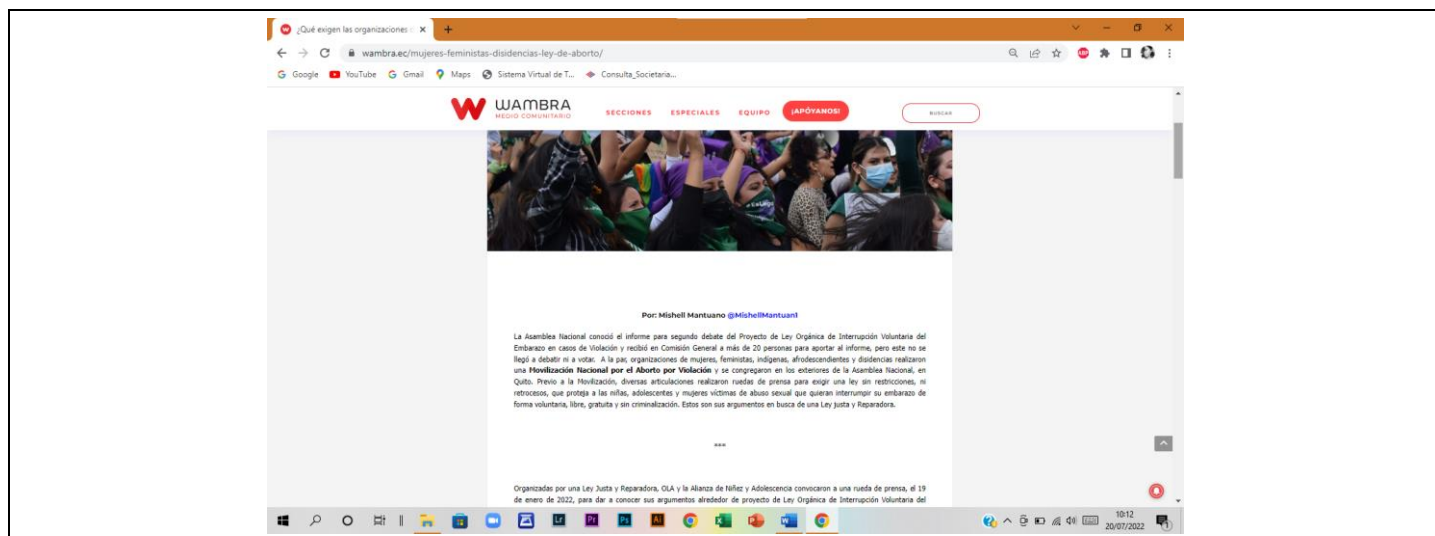 ¿Qué exigen las organizaciones
wambra.ec/mujeres-feministas-disidencias-ley-de-aborto/
Google YouTube Gmail Maps Sistema Virtual de T... Consulta_Societaria...
WAMBRA
MEDIO COMUNITARIO
SECCIONES ESPECIALES EQUIPO ¡APÓYANOS! BUSCAR
Por: Mishell Mantuano @MishellMantuan1
La Asamblea Nacional conoció el informe para segundo debate del Proyecto de Ley Orgánica de Interrupción Voluntaria del
Embarazo en casos de Violación y recibió en Comisión General a más de 20 personas para aportar al informe, pero este no se
llegó a debatir ni a votar. A la par, organizaciones de mujeres, feministas, indígenas, afrodescendientes y disidencias realizaron
una Movilización Nacional por el Aborto por Violación y se congregaron en los exteriores de la Asamblea Nacional, en
Quito. Previo a la Movilización, diversas articulaciones realizaron ruedas de prensa para exigir una ley sin restricciones, ni
retrocesos, que proteja a las niñas, adolescentes y mujeres víctimas de abuso sexual que quieran interrumpir su embarazo de
forma voluntaria, libre, gratuita y sin criminalización. Estos son sus argumentos en busca de una Ley justa y Reparadora.
***
Organizadas por una Ley Justa y Reparadora, OLA y la Alianza de Niñez y Adolescencia convocaron a una rueda de prensa, el 19
de enero de 2022, para dar a conocer sus argumentos alrededor de proyecto de Ley Orgánica de Interrupción Voluntaria del
Lr Pr Ps Ai
10:12
20/07/2022